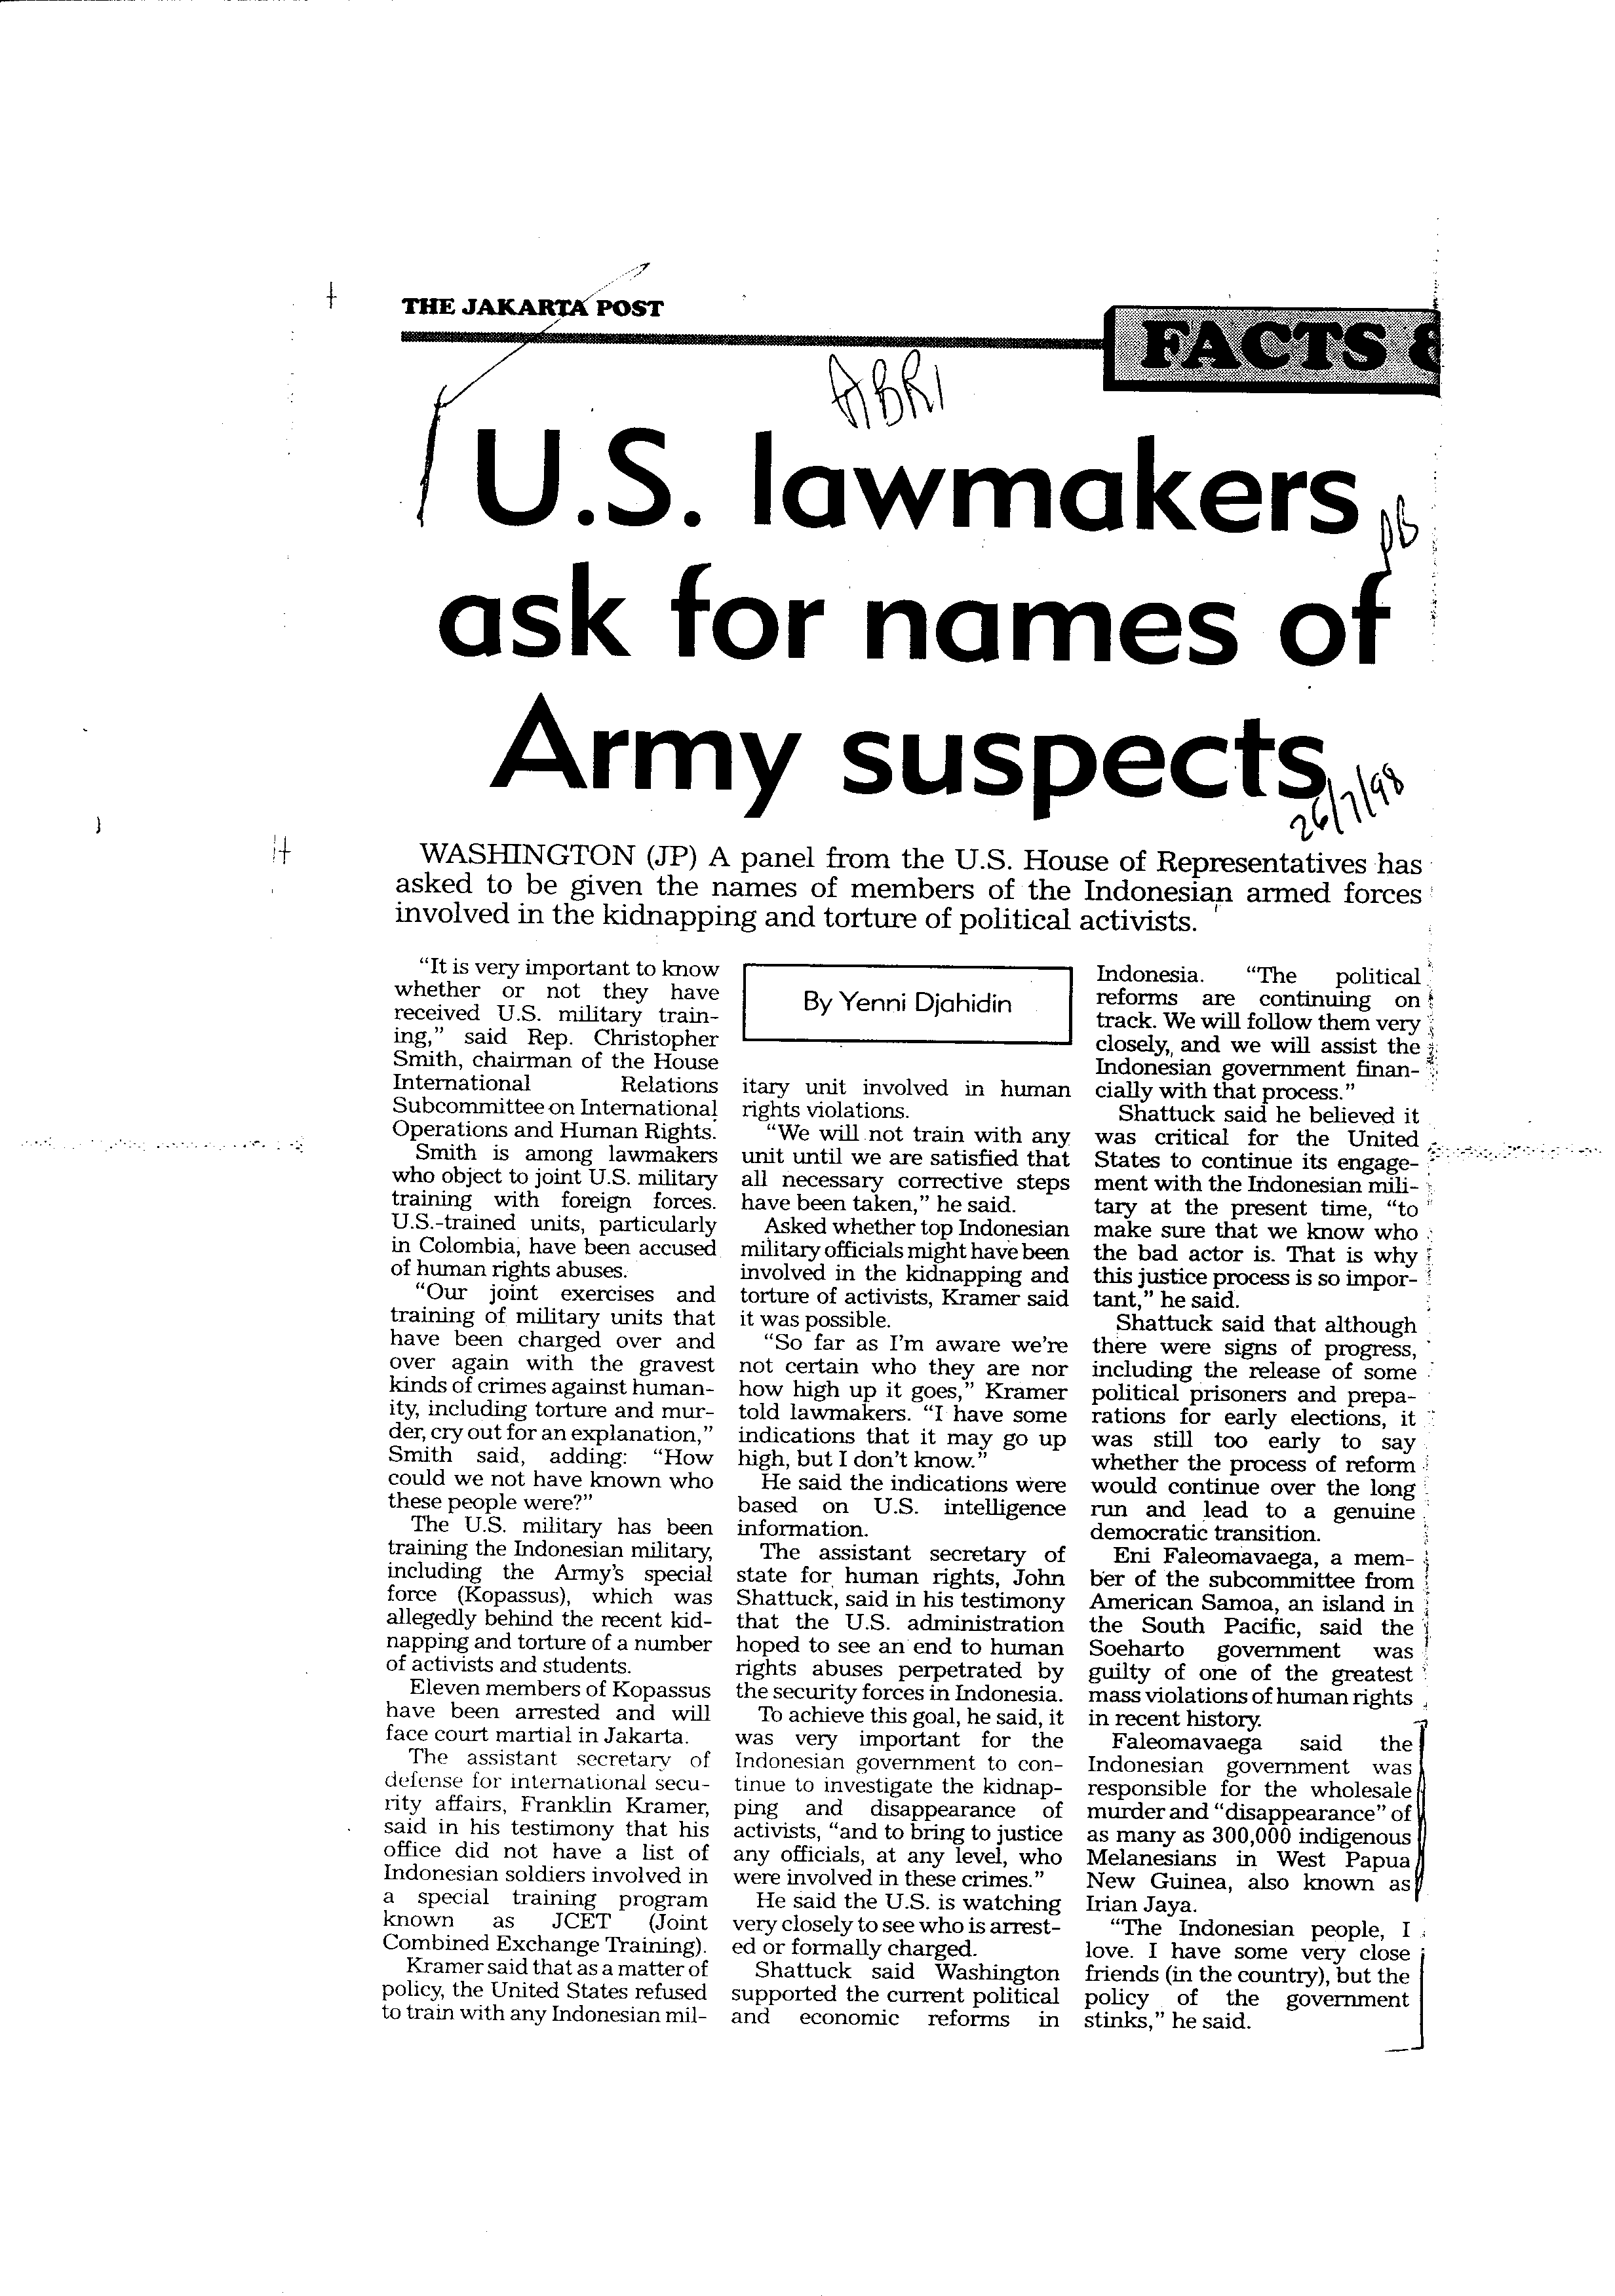 THE JAKARTA POST
FACTS &
ABRI
U.S. lawmakers
ask for names of
Army suspects
26/7/98
WASHINGTON (JP) A panel from the U.S. House of Representatives has
asked to be given the names of members of the Indonesian armed forces
involved in the kidnapping and torture of political activists.
"It is very important to know
whether or not they have
received U.S. military train-
ing," said Rep. Christopher
Smith, chairman of the House
International Relations
Subcommittee on International
Operations and Human Rights.
Smith is among lawmakers
who object to joint U.S. military
training with foreign forces.
U.S.-trained units, particularly
in Colombia, have been accused
of human rights abuses.
"Our joint exercises and
training of military units that
have been charged over and
over again with the gravest
kinds of crimes against human-
ity, including torture and mur-
der, cry out for an explanation,"
Smith said, adding: "How
could we not have known who
these people were?"
The U.S. military has been
training the Indonesian military,
including the Army's special
force (Kopassus), which was
allegedly behind the recent kid-
napping and torture of a number
of activists and students.
Eleven members of Kopassus
have been arrested and will
face court martial in Jakarta.
The assistant secretary of
defense for international secu-
rity affairs, Franklin Kramer,
said in his testimony that his
office did not have a list of
Indonesian soldiers involved in
a special training program
known as JCET (Joint
Combined Exchange Training).
Kramer said that as a matter of
policy, the United States refused
to train with any Indonesian mil-
By Yenni Djahidin
itary unit involved in human
rights violations.
"We will not train with any
unit until we are satisfied that
all necessary corrective steps
have been taken," he said.
Asked whether top Indonesian
military officials might have been
involved in the kidnapping and
torture of activists, Kramer said
it was possible.
"So far as I'm aware we're
not certain who they are nor
how high up it goes," Kramer
told lawmakers. "I have some
indications that it may go up
high, but I don't know."
He said the indications were
based on U.S. intelligence
information.
The assistant secretary of
state for human rights, John
Shattuck, said in his testimony
that the U.S. administration
hoped to see an end to human
rights abuses perpetrated by
the security forces in Indonesia.
To achieve this goal, he said, it
was very important for the
Indonesian government to con-
tinue to investigate the kidnap-
ping and disappearance of
activists, "and to bring to justice
any officials, at any level, who
were involved in these crimes."
He said the U.S. is watching
very closely to see who is arrest-
ed or formally charged.
Shattuck said Washington
supported the current political
and economic reforms in
Indonesia. "The political
reforms are continuing on
track. We will follow them very
closely, and we will assist the
Indonesian government finan-
cially with that process."
Shattuck said he believed it
was critical for the United
States to continue its engage-
ment with the Indonesian mili-
tary at the present time, "to
make sure that we know who
the bad actor is. That is why
this justice process is so impor-
tant," he said.
Shattuck said that although
there were signs of progress,
including the release of some
political prisoners and prepa-
rations for early elections, it
was still too early to say
whether the process of reform
would continue over the long
run and lead to a genuine
democratic transition.
Eni Faleomavaega, a mem-
ber of the subcommittee from
American Samoa, an island in
the South Pacific, said the
Soeharto government was
guilty of one of the greatest
mass violations of human rights
in recent history.
Faleomavaega said the
Indonesian government was
responsible for the wholesale
murder and "disappearance" of
as many as 300,000 indigenous
Melanesians in West Papua
New Guinea, also known as
Irian Jaya.
"The Indonesian people, I
love. I have some very close
friends (in the country), but the
policy of the government
stinks," he said.